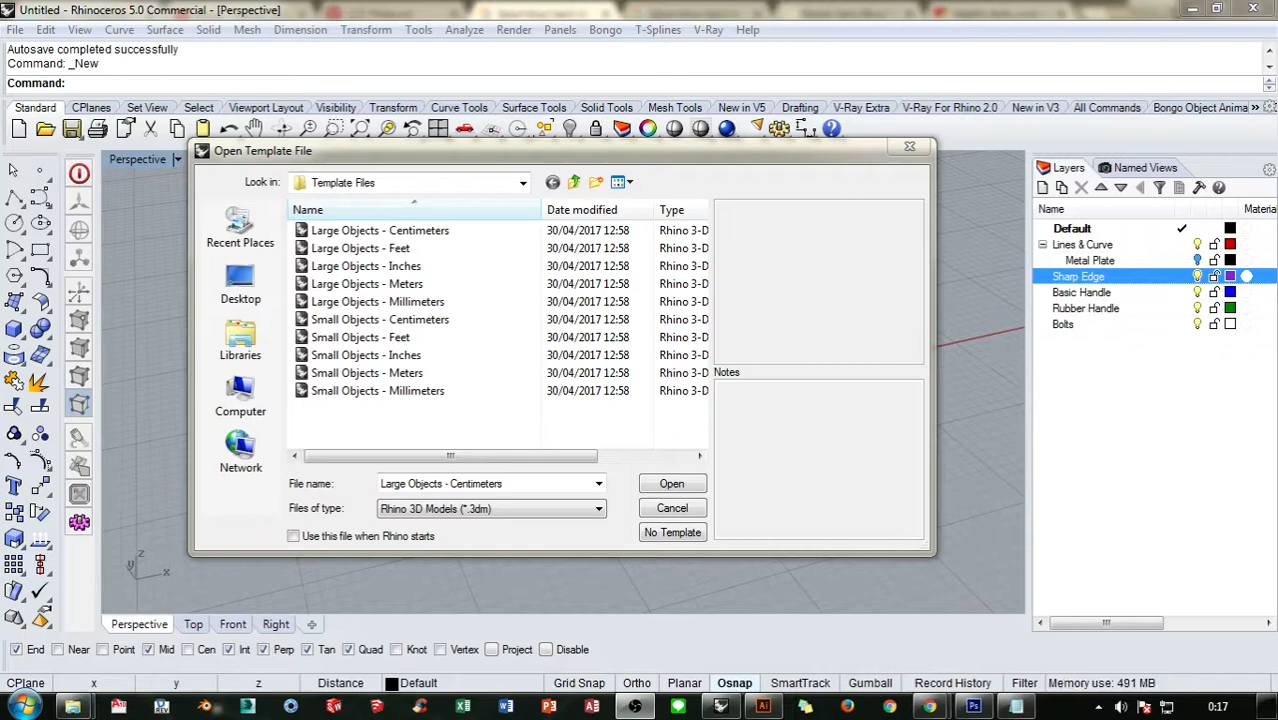 Untitled - Rhinoceros 5.0 Commercial - [Perspective]
File Edit View Curve Surface Solid Mesh Dimension Transform Tools Analyze Render Panels Bongo T-Splines V-Ray Help
Autosave completed successfully
Command: _New
Command:
Standard CPlanes Set View Select Viewport Layout Visibility Transform Curve Tools Surface Tools Solid Tools Mesh Tools New in V5 Drafting V-Ray Extra V-Ray For Rhino 2.0 New in V3 All Commands Bongo Object Anima
Perspective
Open Template File
Look in: Template Files
Name Date modified Type
Large Objects - Centimeters 30/04/2017 12:58 Rhino 3-D
Large Objects - Feet 30/04/2017 12:58 Rhino 3-D
Large Objects - Inches 30/04/2017 12:58 Rhino 3-D
Large Objects - Meters 30/04/2017 12:58 Rhino 3-D
Large Objects - Millimeters 30/04/2017 12:58 Rhino 3-D
Small Objects - Centimeters 30/04/2017 12:58 Rhino 3-D
Small Objects - Feet 30/04/2017 12:58 Rhino 3-D
Small Objects - Inches 30/04/2017 12:58 Rhino 3-D
Small Objects - Meters 30/04/2017 12:58 Rhino 3-D
Small Objects - Millimeters 30/04/2017 12:58 Rhino 3-D
Recent Places
Desktop
Libraries
Computer
Network
Notes
File name: Large Objects - Centimeters Open
Files of type: Rhino 3D Models (*.3dm) Cancel
Use this file when Rhino starts No Template
Layers Named Views
Name Material
Default
Lines & Curve
Metal Plate
Sharp Edge
Basic Handle
Rubber Handle
Bolts
z
y x
Perspective Top Front Right
End Near Point Mid Cen Int Perp Tan Quad Knot Vertex Project Disable
CPlane x y z Distance Default Grid Snap Ortho Planar Osnap SmartTrack Gumball Record History Filter Memory use: 491 MB
0:17